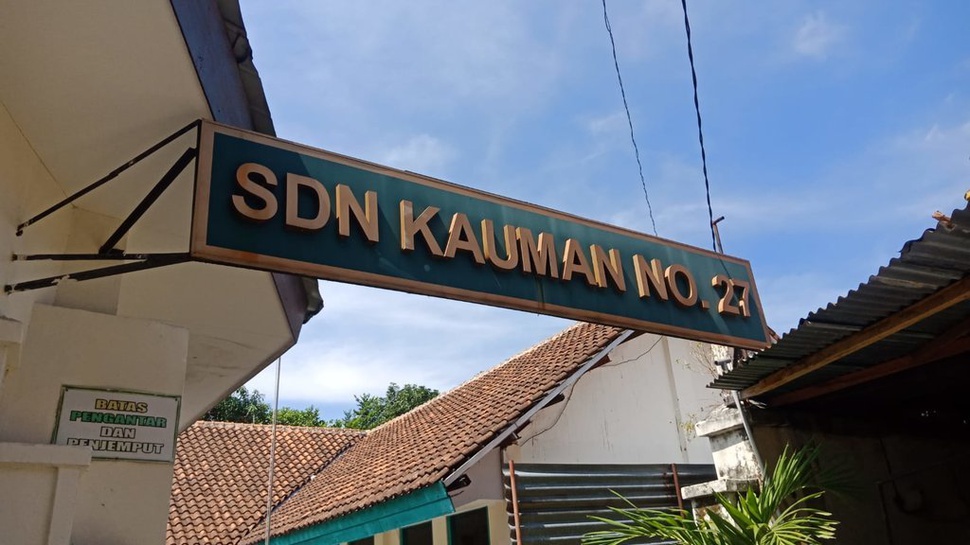 SDN KAUMAN NO. 27
BATAS
PENGANTAR
DAN
PENJEMPUT